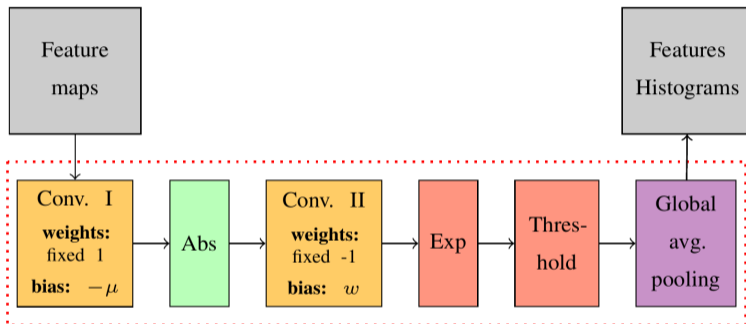 Feature
maps
Features
Histograms
Conv. I
weights:
fixed 1
bias: −μ
Abs
Conv. II
weights:
fixed -1
bias: w
Exp
Thres-
hold
Global
avg.
pooling